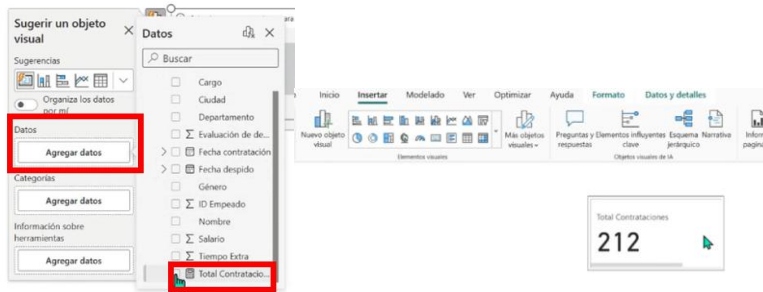 Sugerir un objeto
visual
Sugerencias
Organiza los datos
por mí
Datos
Agregar datos
Categorías
Agregar datos
Información sobre
herramientas
Agregar datos
Datos
Buscar
Cargo
Ciudad
Departamento
Evaluación de de...
Fecha contratación
Fecha despido
Género
ID Empeado
Nombre
Salario
Tiempo Extra
Total Contratacio...
Inicio Insertar Modelado Ver Optimizar Ayuda Formato Datos y detalles
Nuevo objeto
visual
Más objetos
visuales
Preguntas y
respuestas
Elementos influyentes
clave
Esquema
jerárquico
Narrative
Elementos visuales
Objetos visuales de IA
Total Contrataciones
212